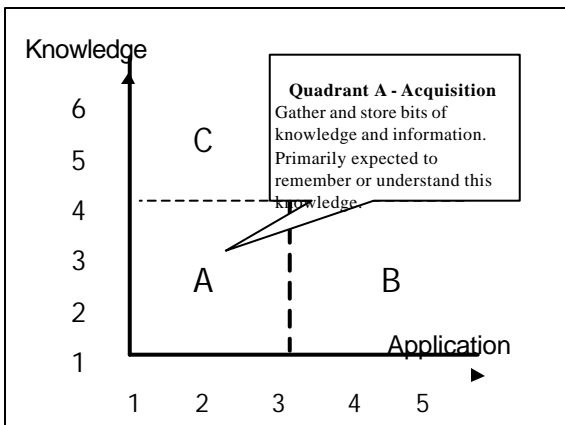 Knowledge
Quadrant A - Acquisition
Gather and store bits of
knowledge and information.
Primarily expected to
remember or understand this
knowledge.
6
5
4
3
2
1
C
A
B
Application
1 2 3 4 5